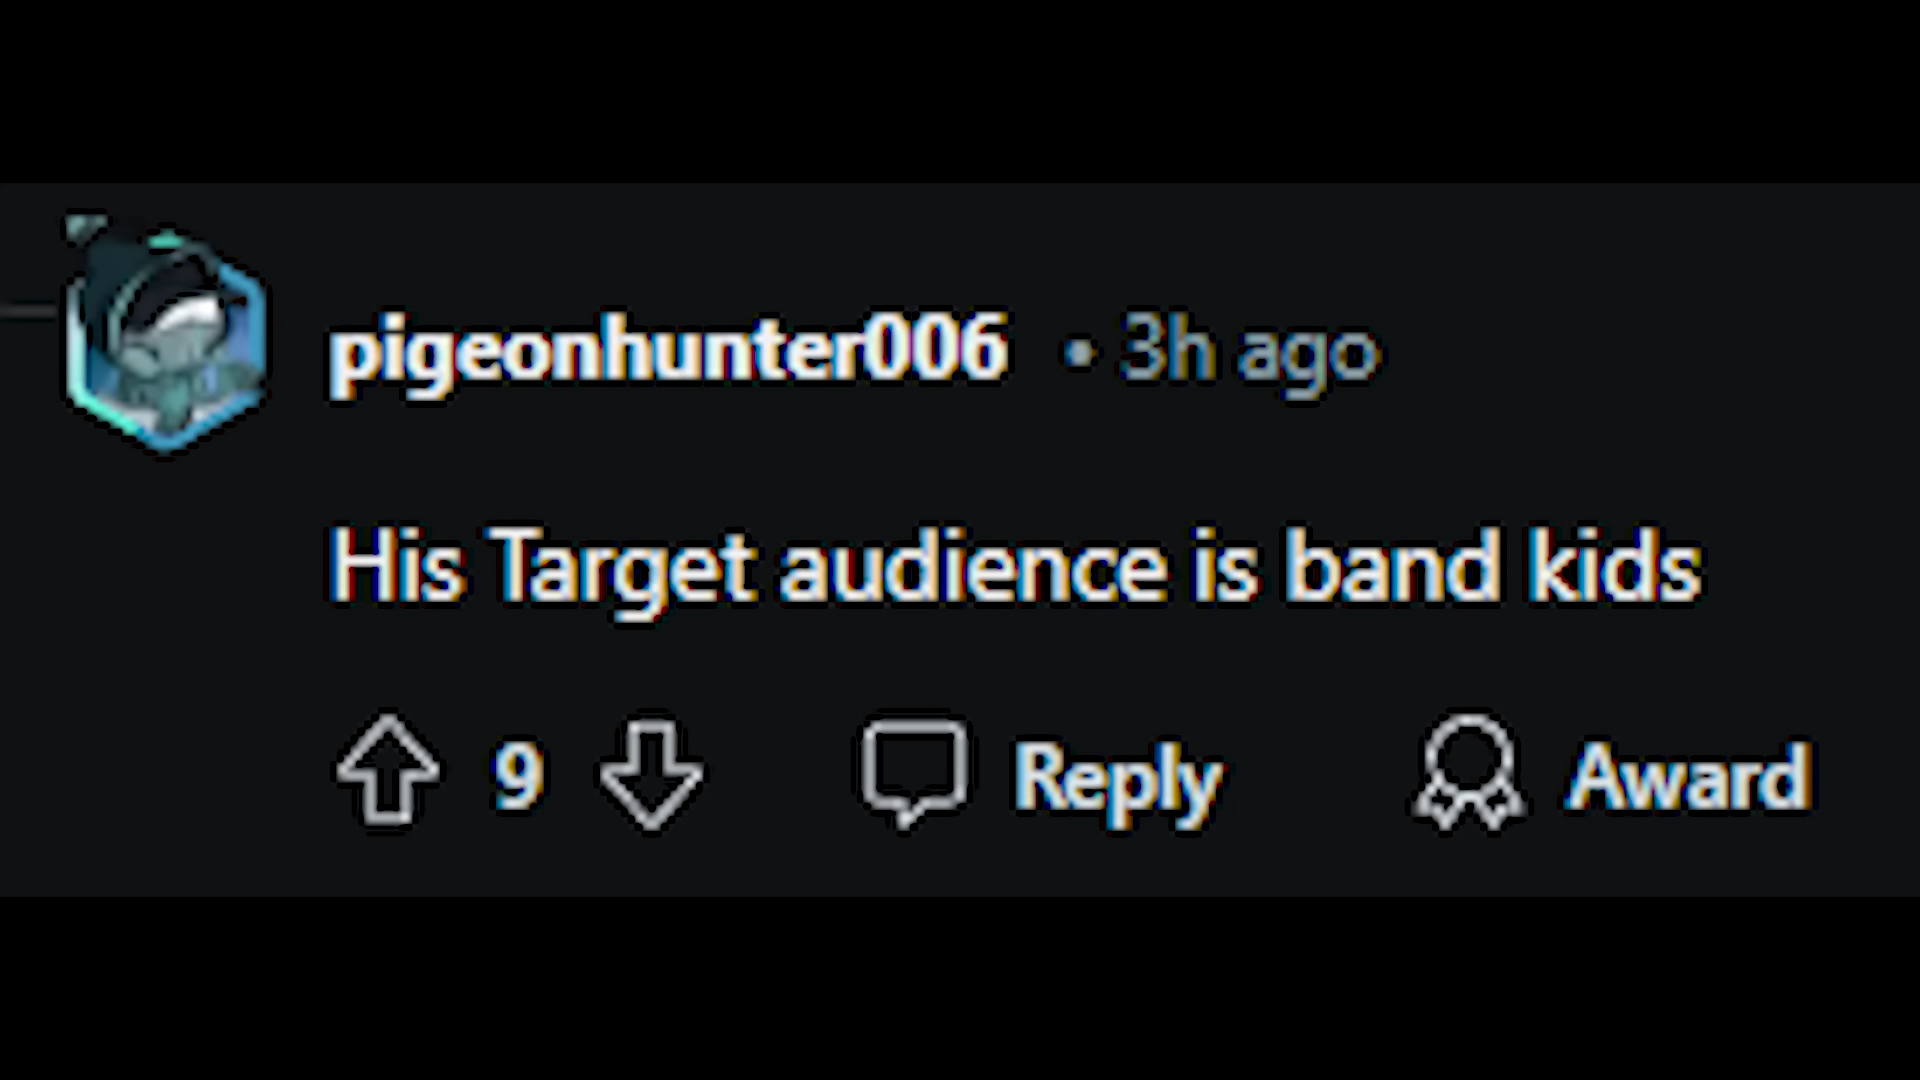 pigeonhunter006 • 3h ago
His Target audience is band kids
9 Reply Award